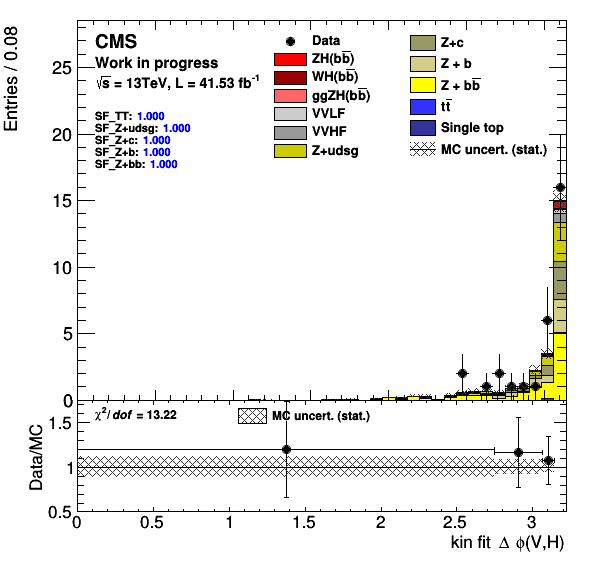 CMS
Work in progress
√s = 13TeV, L = 41.53 fb⁻¹
SF_TT: 1.000
SF_Z+udsg: 1.000
SF_Z+c: 1.000
SF_Z+b: 1.000
SF_Z+bb: 1.000
Data
ZH(bb̅)
WH(bb̅)
ggZH(bb̅)
VVLF
VVHF
Z+udsg
Z+c
Z + b
Z + bb̅
tt̅
Single top
MC uncert. (stat.)
Entries / 0.08
25
20
15
10
5
0
χ²/ dof = 13.22
MC uncert. (stat.)
Data/MC
1.5
1
0.5
0
0.5
1
1.5
2
2.5
3
kin fit Δ φ(V,H)